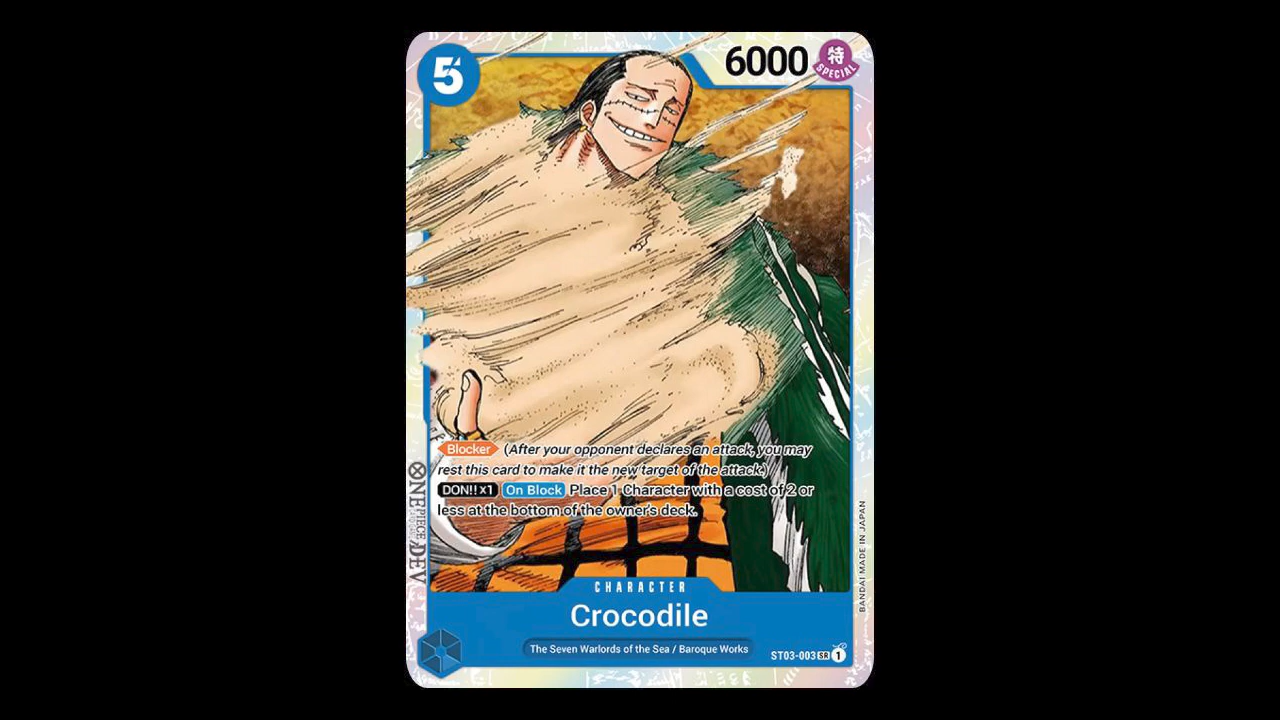 5
6000
特
SPECIAL
Blocker (After your opponent declares an attack, you may
rest this card to make it the new target of the attack.)
DON!!x1 On Block Place 1 Character with a cost of 2 or
less at the bottom of the owner's deck.
ONE PIECE DEV
BANDAI MADE IN JAPAN
CHARACTER
Crocodile
The Seven Warlords of the Sea / Baroque Works
ST03-003 SR 1